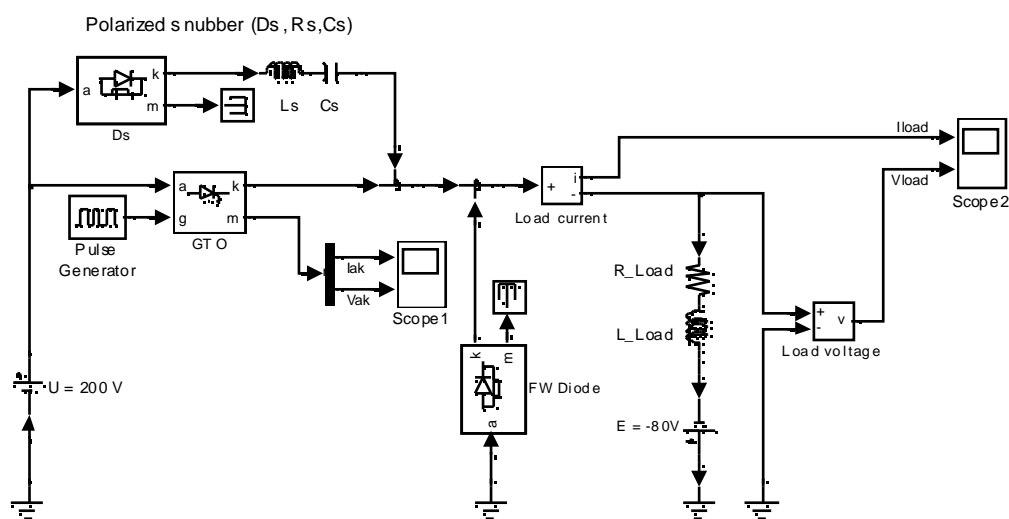 Polarized snubber (Ds, Rs,Cs)
a
k
m
Ds
Ls
Cs
a
k
g
m
GTO
Pulse
Generator
Iak
Vak
Scope1
+
i
-
Load current
Iload
Vload
Scope2
k
m
a
FW Diode
R_Load
L_Load
+
-
v
Load voltage
U = 200 V
E = -80V